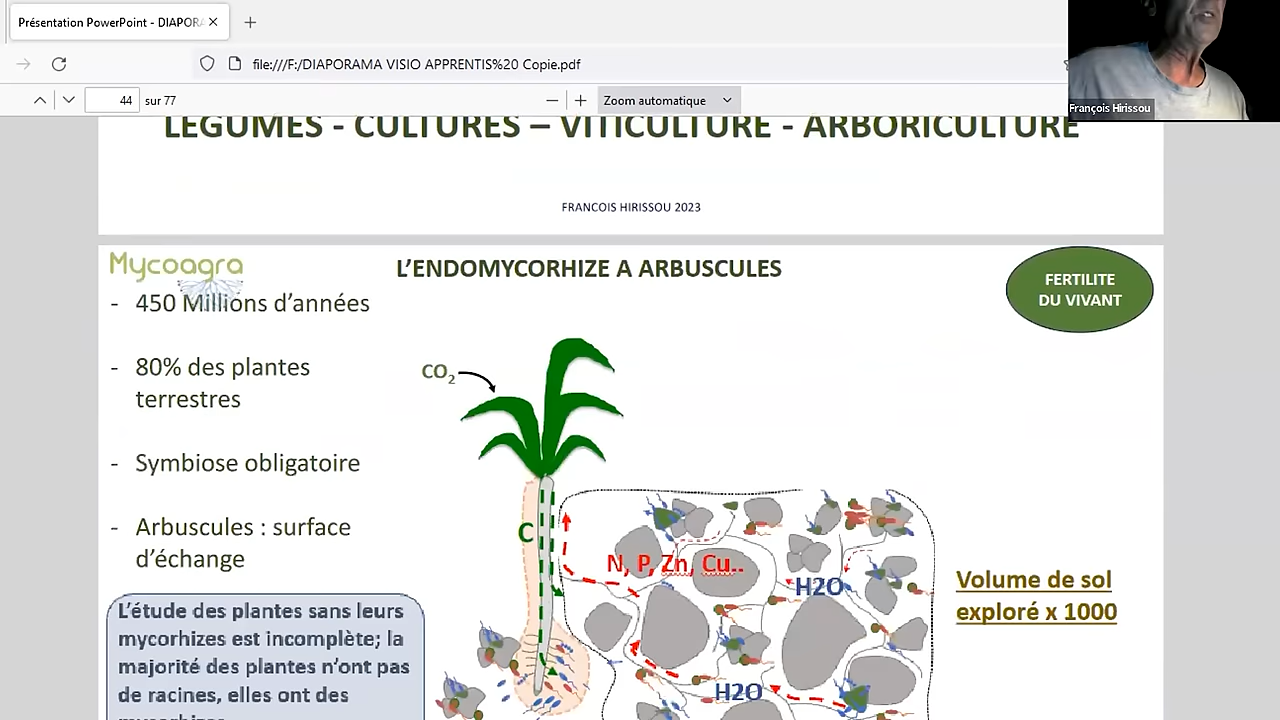 Présentation PowerPoint - DIAPORA
file:///F:/DIAPORAMA VISIO APPRENTIS%20 Copie.pdf
44 sur 77
Zoom automatique
François Hirissou
LEGUMES - CULTURES – VITICULTURE - ARBORICULTURE
FRANCOIS HIRISSOU 2023
Mycoagra
L'ENDOMYCORHIZE A ARBUSCULES
FERTILITE
DU VIVANT
- 450 Millions d'années
- 80% des plantes
terrestres
- Symbiose obligatoire
- Arbuscules : surface
d'échange
CO2
C
N, P, Zn, Cu..
H2O
H2O
Volume de sol
exploré x 1000
L'étude des plantes sans leurs
mycorhizes est incomplète; la
majorité des plantes n'ont pas
de racines, elles ont des